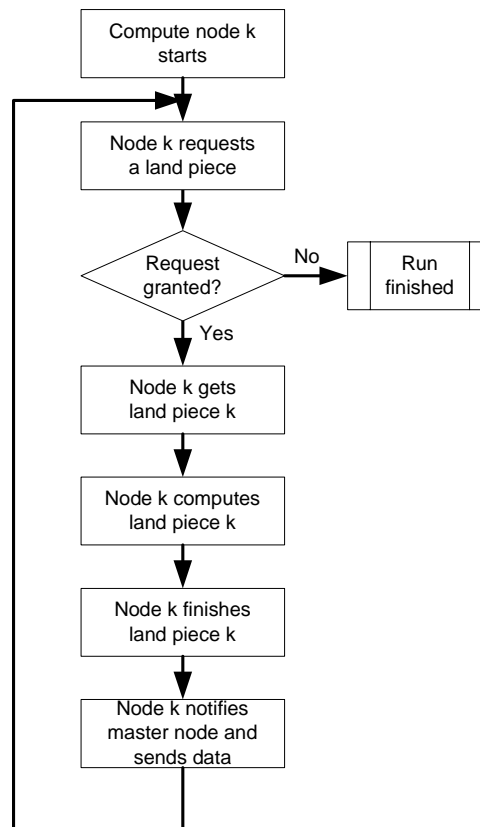 Compute node k
starts
Node k requests
a land piece
Request
granted?
No
Run
finished
Yes
Node k gets
land piece k
Node k computes
land piece k
Node k finishes
land piece k
Node k notifies
master node and
sends data